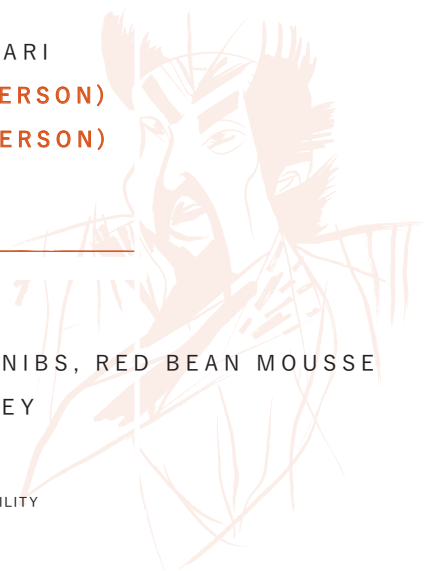 ARI
ERSON)
ERSON)
NIBS, RED BEAN MOUSSE
EY
ILITY